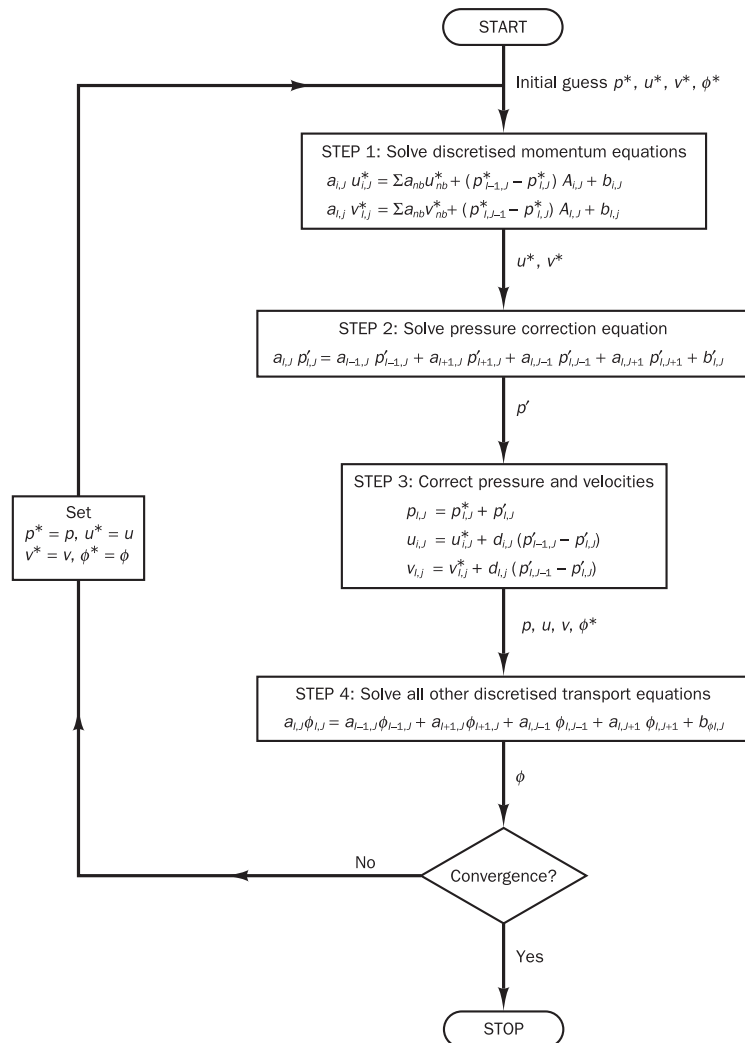 START
Initial guess p*, u*, v*, ϕ*
STEP 1: Solve discretised momentum equations
a_{i,J} u*_{i,J} = Σa_{nb}u*_{nb} + (p*_{I–1,J} – p*_{I,J}) A_{i,J} + b_{i,J}
a_{I,j} v*_{I,j} = Σa_{nb}v*_{nb} + (p*_{I,J–1} – p*_{I,J}) A_{I,J} + b_{I,j}
u*, v*
STEP 2: Solve pressure correction equation
a_{I,J} p′_{I,J} = a_{I–1,J} p′_{I–1,J} + a_{I+1,J} p′_{I+1,J} + a_{I,J–1} p′_{I,J–1} + a_{I,J+1} p′_{I,J+1} + b′_{I,J}
p′
STEP 3: Correct pressure and velocities
p_{I,J} = p*_{I,J} + p′_{I,J}
u_{i,J} = u*_{i,J} + d_{i,J} (p′_{I–1,J} – p′_{I,J})
v_{I,j} = v*_{I,j} + d_{I,j} (p′_{I,J–1} – p′_{I,J})
Set
p* = p, u* = u
v* = v, ϕ* = ϕ
p, u, v, ϕ*
STEP 4: Solve all other discretised transport equations
a_{I,J}ϕ_{I,J} = a_{I–1,J}ϕ_{I–1,J} + a_{I+1,J}ϕ_{I+1,J} + a_{I,J–1} ϕ_{I,J–1} + a_{I,J+1} ϕ_{I,J+1} + b_{ϕI,J}
ϕ
No
Convergence?
Yes
STOP